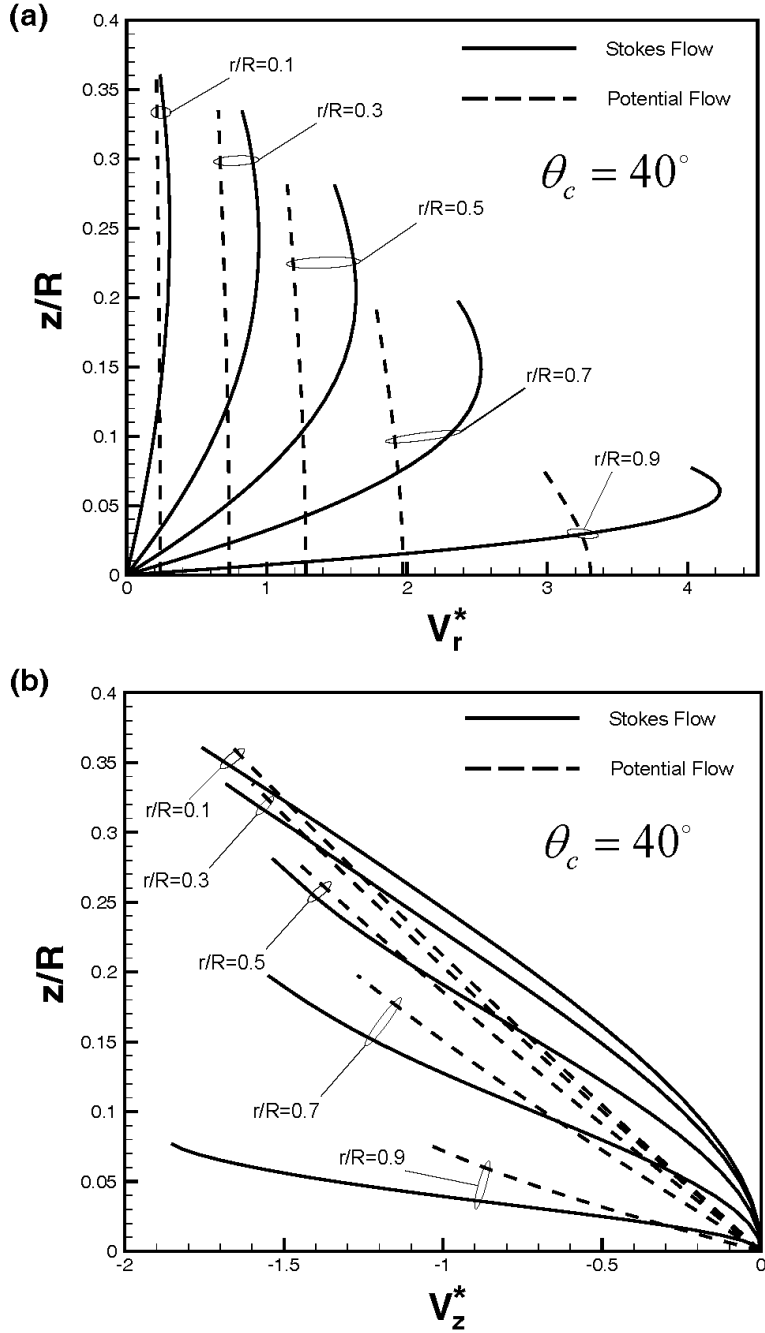 (a)
0.4
0.35
0.3
0.25
0.2
0.15
0.1
0.05
0
z/R
r/R=0.1
r/R=0.3
r/R=0.5
r/R=0.7
r/R=0.9
Stokes Flow
Potential Flow
θc = 40°
0 1 2 3 4
Vr*
(b)
0.4
0.35
0.3
0.25
0.2
0.15
0.1
0.05
0
z/R
Stokes Flow
Potential Flow
θc = 40°
r/R=0.1
r/R=0.3
r/R=0.5
r/R=0.7
r/R=0.9
-2 -1.5 -1 -0.5 0
Vz*